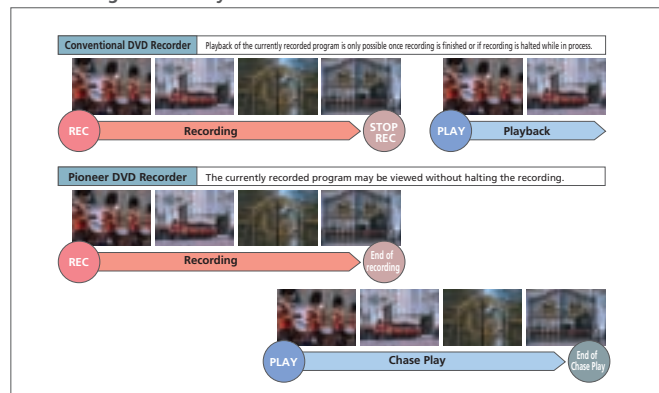 Conventional DVD Recorder Playback of the currently recorded program is only possible once recording is finished or if recording is halted while in process.
REC
Recording
STOP
REC
PLAY
Playback
Pioneer DVD Recorder The currently recorded program may be viewed without halting the recording.
REC
Recording
End of
recording
PLAY
Chase Play
End of
Chase Play